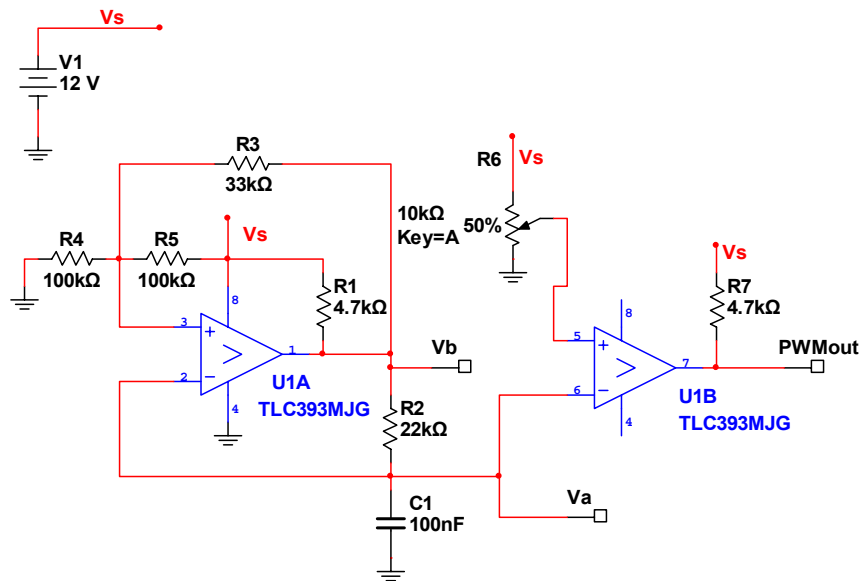 Vs
V1
12 V
R3
33kΩ
R6
Vs
10kΩ
50%
Key=A
R4
100kΩ
R5
100kΩ
Vs
8
R1
4.7kΩ
3
+
1
2
−
>
4
U1A
TLC393MJG
Vb
R2
22kΩ
C1
100nF
Vs
R7
4.7kΩ
8
5
+
7
6
−
>
4
U1B
TLC393MJG
PWMout
Va